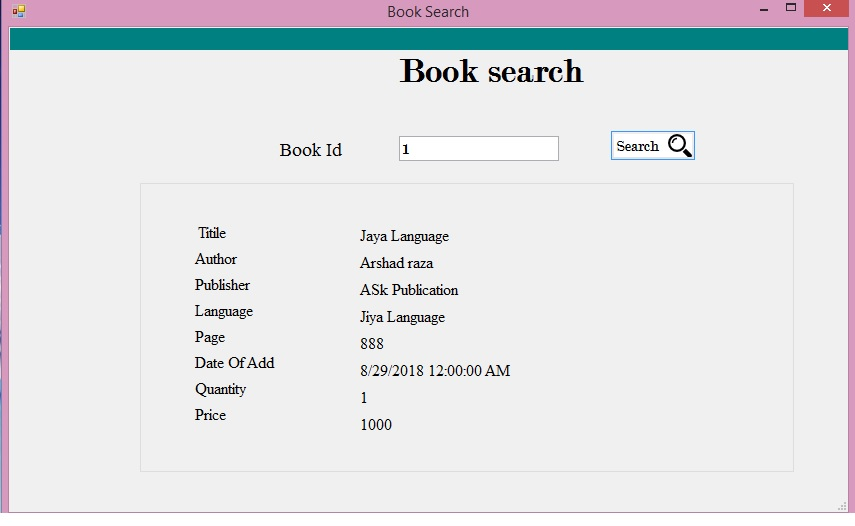 Book Search
Book search
Book Id 1 Search
Titile Jaya Language
Author Arshad raza
Publisher ASk Publication
Language Jiya Language
Page 888
Date Of Add 8/29/2018 12:00:00 AM
Quantity 1
Price 1000